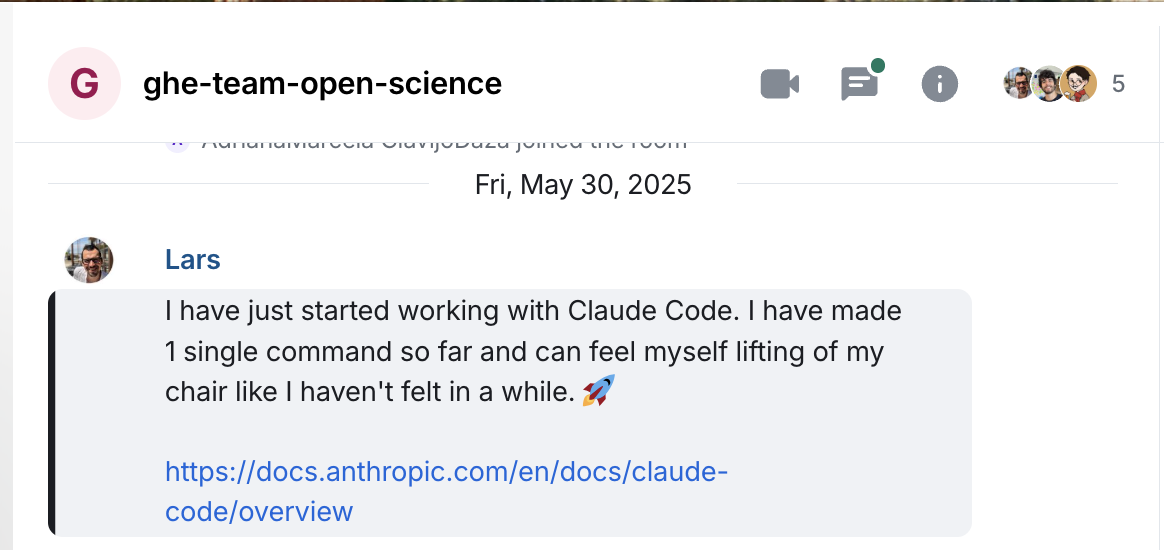 G
ghe-team-open-science
5
AdrianaMarcela ClavijoDaza joined the room
Fri, May 30, 2025
Lars
I have just started working with Claude Code. I have made
1 single command so far and can feel myself lifting of my
chair like I haven't felt in a while. 🚀
https://docs.anthropic.com/en/docs/claude-
code/overview